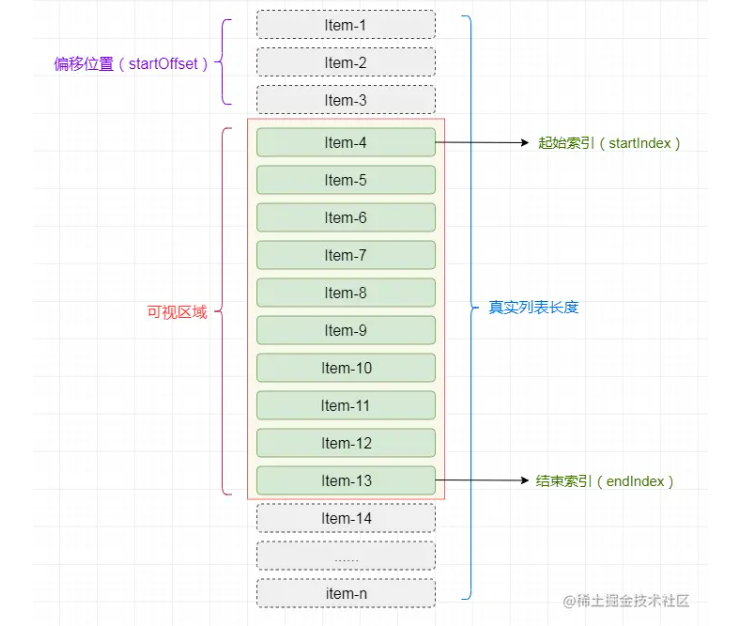 Item-1
偏移位置（startOffset）
Item-2
Item-3
Item-4
起始索引（startIndex）
Item-5
Item-6
Item-7
Item-8
可视区域
真实列表长度
Item-9
Item-10
Item-11
Item-12
Item-13
结束索引（endIndex）
Item-14
......
item-n
@稀土掘金技术社区